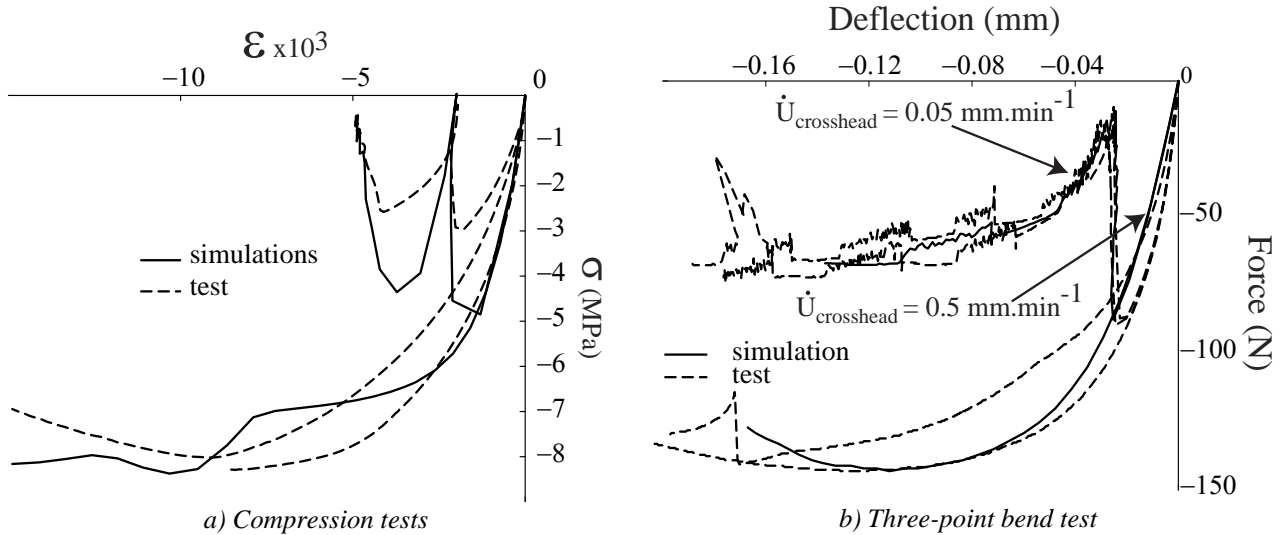 ε x10³
−10 −5 0
−1
−2
−3
−4
−5
−6
−7
−8
σ (MPa)
simulations
test
a) Compression tests
Deflection (mm)
−0.16 −0.12 −0.08 −0.04 0
U̇crosshead = 0.05 mm.min⁻¹
−50
U̇crosshead = 0.5 mm.min⁻¹
−100
−150
Force (N)
simulation
test
b) Three-point bend test